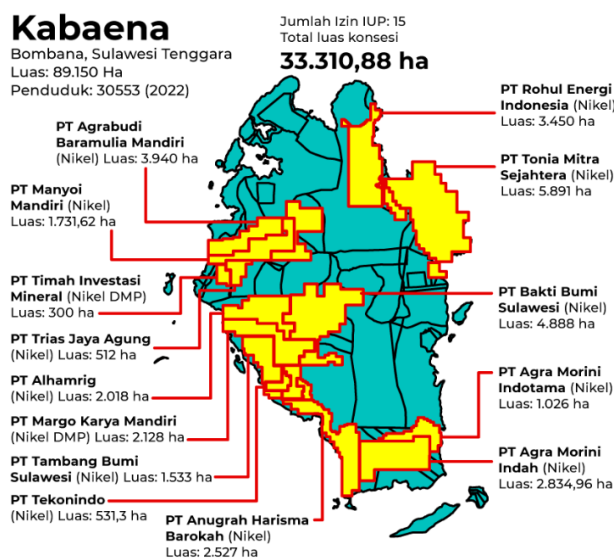 Kabaena
Bombana, Sulawesi Tenggara
Luas: 89.150 Ha
Penduduk: 30553 (2022)
Jumlah Izin IUP: 15
Total luas konsesi
33.310,88 ha
PT Agrabudi
Baramulia Mandiri
(Nikel) Luas: 3.940 ha
PT Manyoi
Mandiri (Nikel)
Luas: 1.731,62 ha
PT Timah Investasi
Mineral (Nikel DMP)
Luas: 300 ha
PT Trias Jaya Agung
(Nikel) Luas: 512 ha
PT Alhamrig
(Nikel) Luas: 2.018 ha
PT Margo Karya Mandiri
(Nikel DMP) Luas: 2.128 ha
PT Tambang Bumi
Sulawesi (Nikel) Luas: 1.533 ha
PT Tekonindo
(Nikel) Luas: 531,3 ha
PT Anugrah Harisma
Barokah (Nikel)
Luas: 2.527 ha
PT Rohul Energi
Indonesia (Nikel)
Luas: 3.450 ha
PT Tonia Mitra
Sejahtera (Nikel)
Luas: 5.891 ha
PT Bakti Bumi
Sulawesi (Nikel)
Luas: 4.888 ha
PT Agra Morini
Indotama (Nikel)
Luas: 1.026 ha
PT Agra Morini
Indah (Nikel)
Luas: 2.834,96 ha